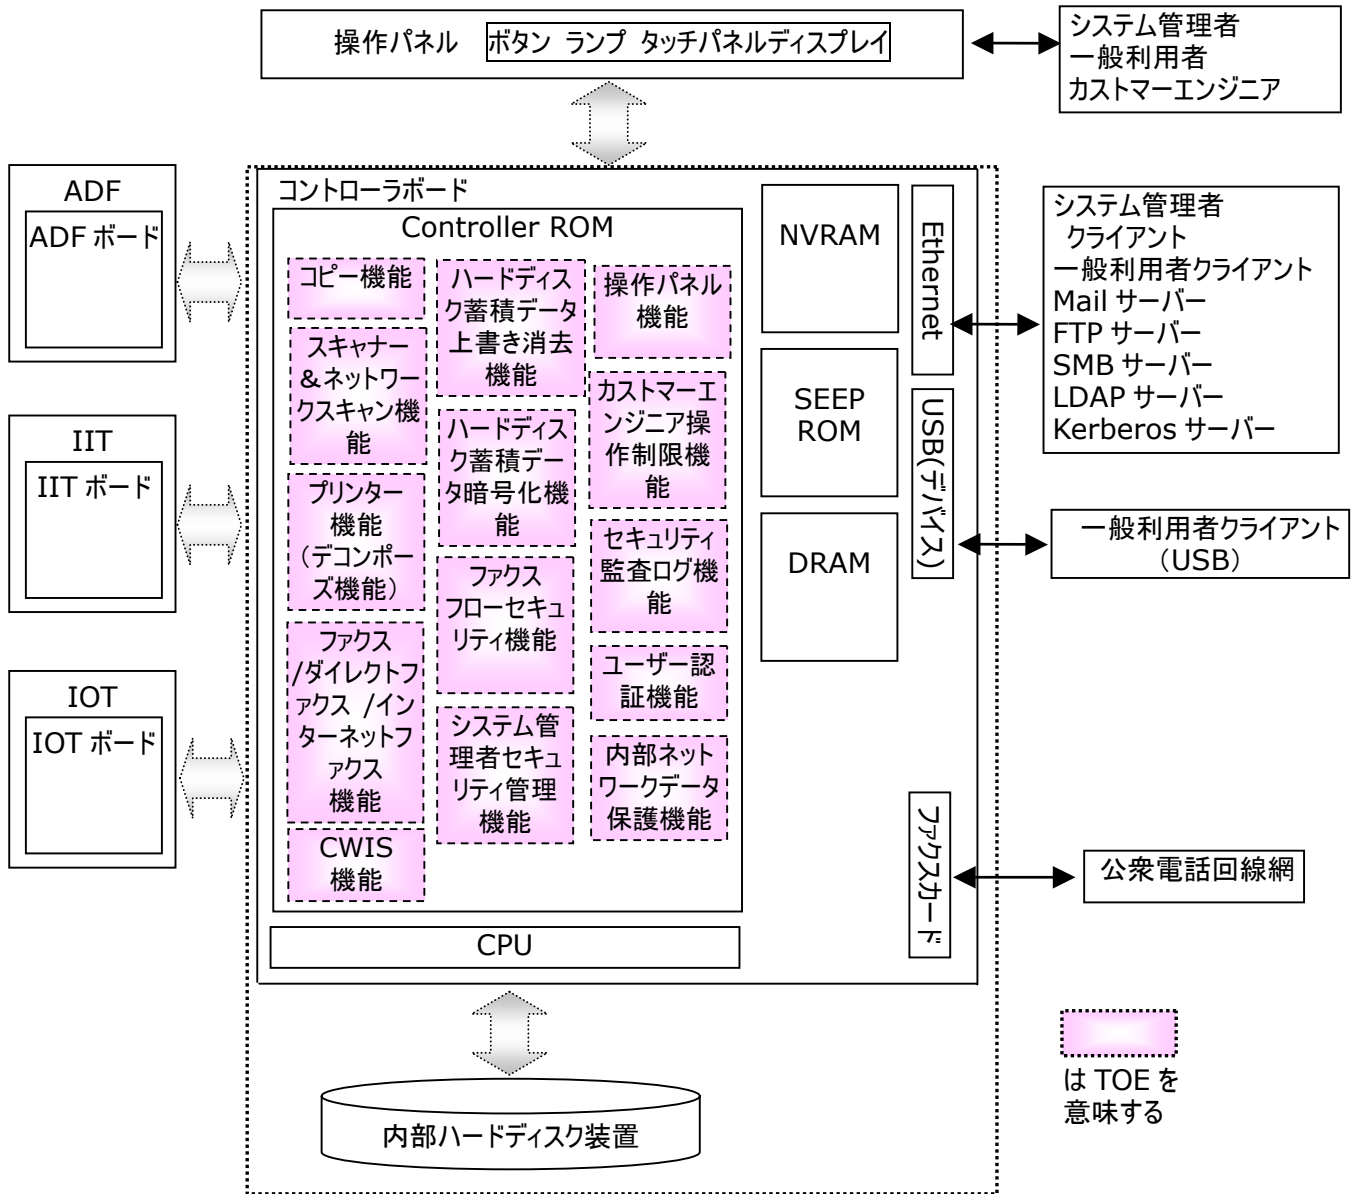 操作パネル ボタン ランプ タッチパネルディスプレイ
システム管理者
一般利用者
カストマーエンジニア
ADF
ADF ボード
IIT
IIT ボード
IOT
IOT ボード
コントローラボード
Controller ROM
コピー機能
スキャナー
&ネットワー
クスキャン機
能
プリンター
機能
(デコンポー
ズ機能)
ファクス
/ダイレクトフ
ァクス /イン
ターネットフ
ァクス
機能
CWIS
機能
ハードディス
ク蓄積データ
上書き消去
機能
ハードディス
ク蓄積デー
タ暗号化機
能
ファクス
フローセキュ
リティ機能
システム管
理者セキュ
リティ管理
機能
操作パネル
機能
カストマーエ
ンジニア操
作制限機
能
セキュリティ
監査ログ機
能
ユーザー認
証機能
内部ネット
ワークデータ
保護機能
CPU
NVRAM
SEEP
ROM
DRAM
Ethernet
USB(デバイス)
ファクスカード
システム管理者
クライアント
一般利用者クライアント
Mail サーバー
FTP サーバー
SMB サーバー
LDAP サーバー
Kerberos サーバー
一般利用者クライアント
(USB)
公衆電話回線網
内部ハードディスク装置
は TOE を
意味する